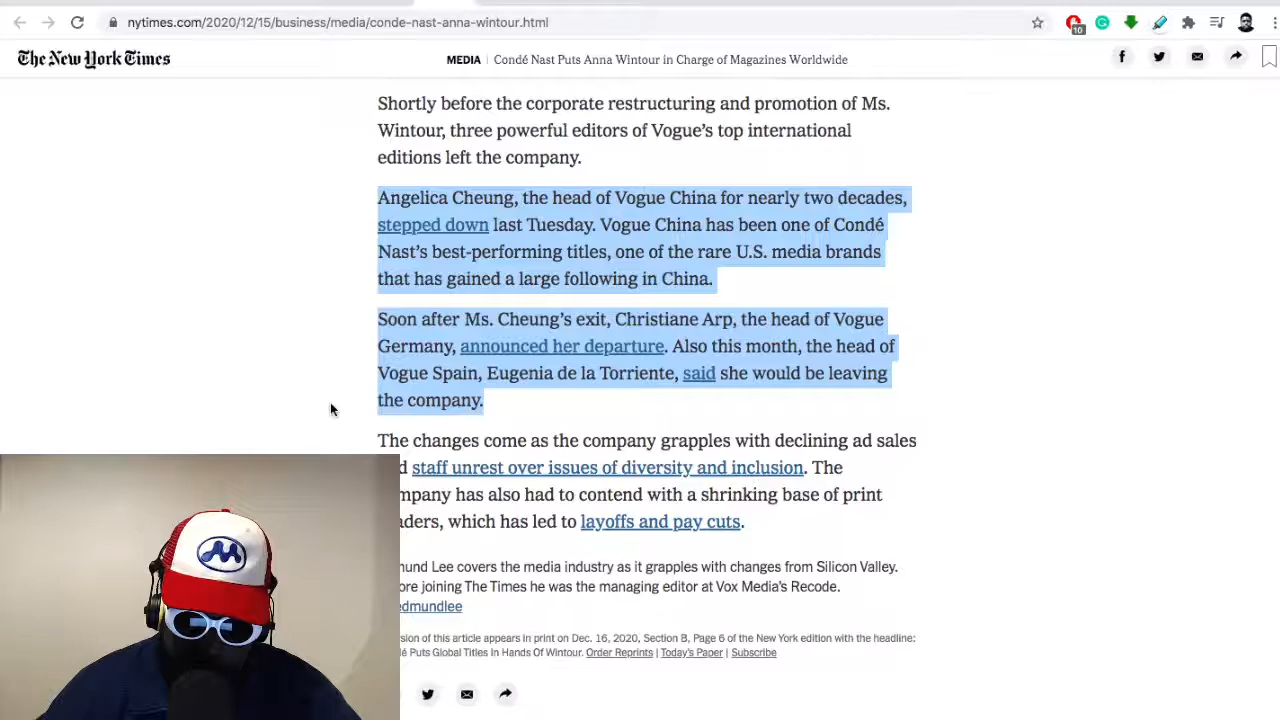 nytimes.com/2020/12/15/business/media/conde-nast-anna-wintour.html
10
The New York Times
MEDIA | Condé Nast Puts Anna Wintour in Charge of Magazines Worldwide
Shortly before the corporate restructuring and promotion of Ms.
Wintour, three powerful editors of Vogue's top international
editions left the company.
Angelica Cheung, the head of Vogue China for nearly two decades,
stepped down last Tuesday. Vogue China has been one of Condé
Nast's best-performing titles, one of the rare U.S. media brands
that has gained a large following in China.
Soon after Ms. Cheung's exit, Christiane Arp, the head of Vogue
Germany, announced her departure. Also this month, the head of
Vogue Spain, Eugenia de la Torriente, said she would be leaving
the company.
The changes come as the company grapples with declining ad sales
staff unrest over issues of diversity and inclusion. The
company has also had to contend with a shrinking base of print
readers, which has led to layoffs and pay cuts.
mund Lee covers the media industry as it grapples with changes from Silicon Valley.
ore joining The Times he was the managing editor at Vox Media's Recode.
edmundlee
rsion of this article appears in print on Dec. 16, 2020, Section B, Page 6 of the New York edition with the headline:
é Puts Global Titles In Hands Of Wintour. Order Reprints | Today's Paper | Subscribe
M